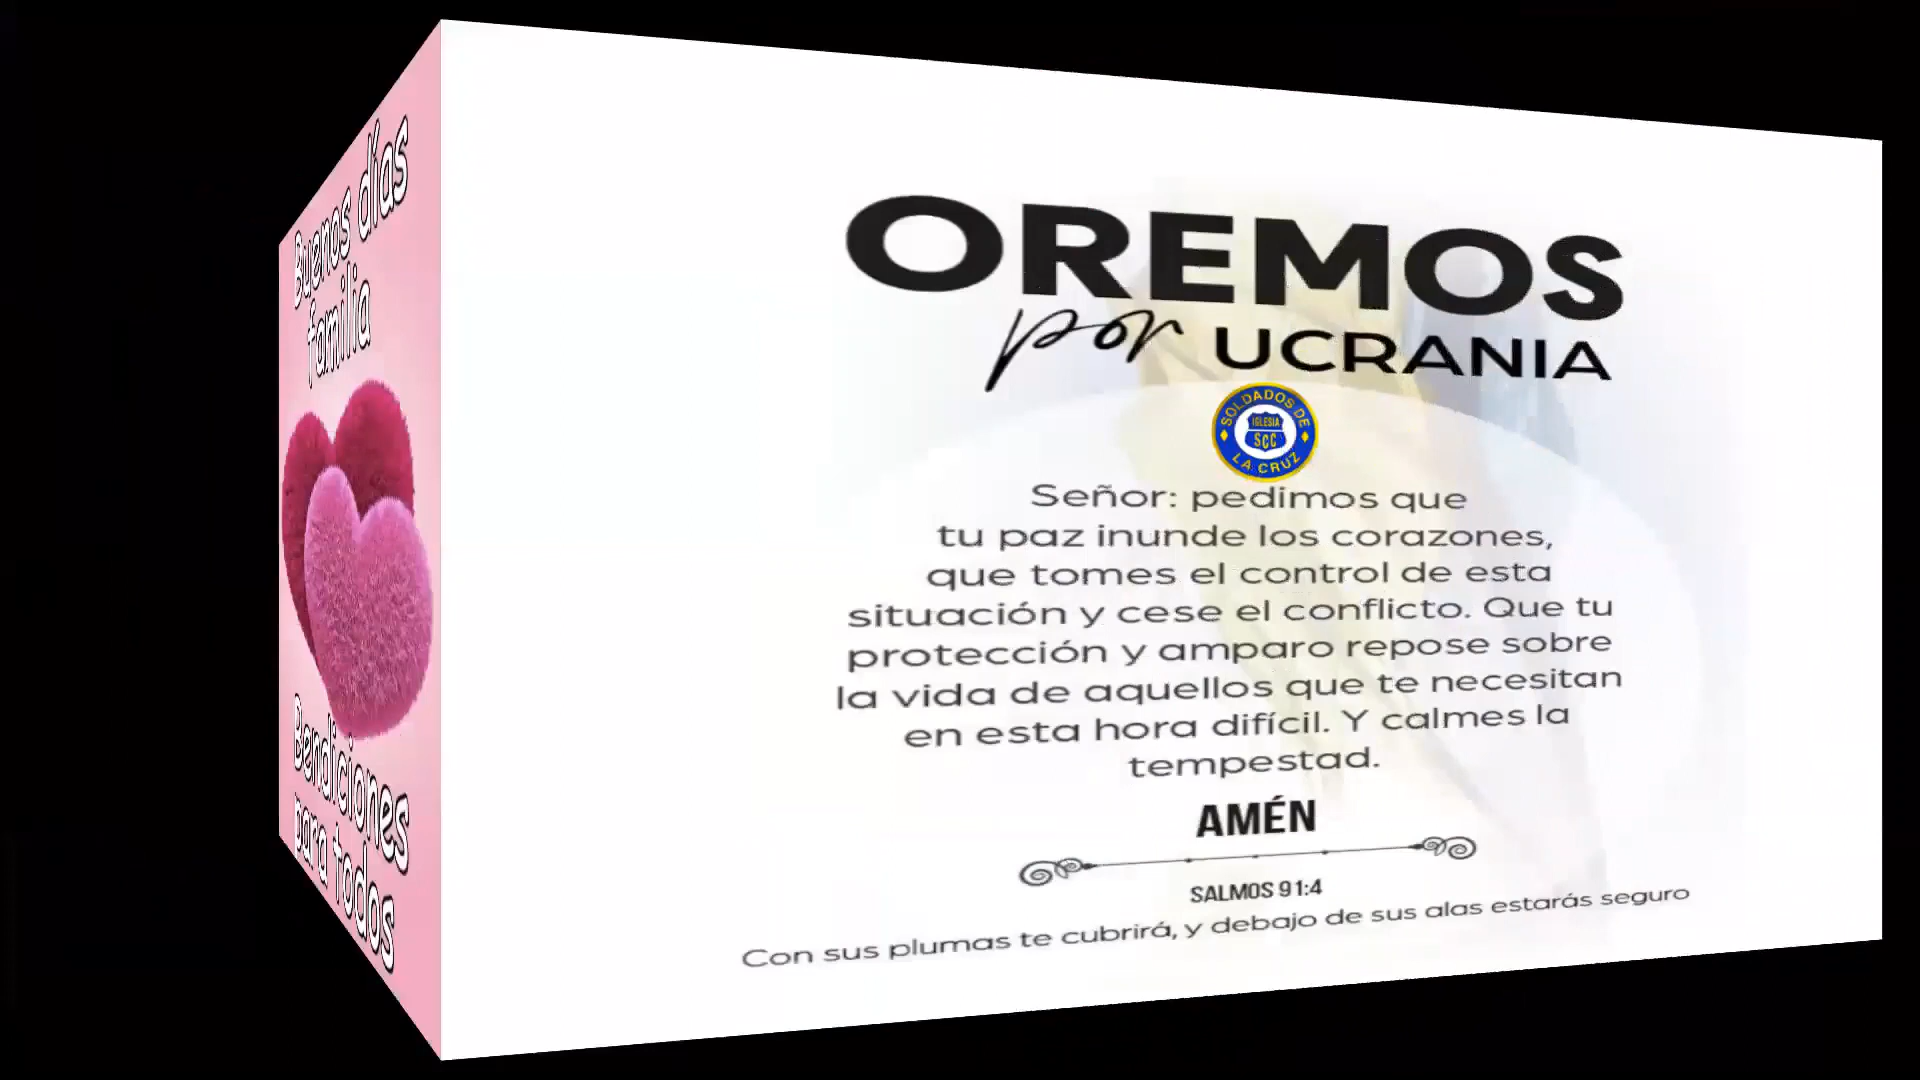 Buenos días
familia
Bendiciones
para todos
OREMOS
por UCRANIA
SOLDADOS DE
IGLESIA
SCC
LA CRUZ
Señor: pedimos que
tu paz inunde los corazones,
que tomes el control de esta
situación y cese el conflicto. Que tu
protección y amparo repose sobre
la vida de aquellos que te necesitan
en esta hora difícil. Y calmes la
tempestad.
AMÉN
SALMOS 91:4
Con sus plumas te cubrirá, y debajo de sus alas estarás seguro